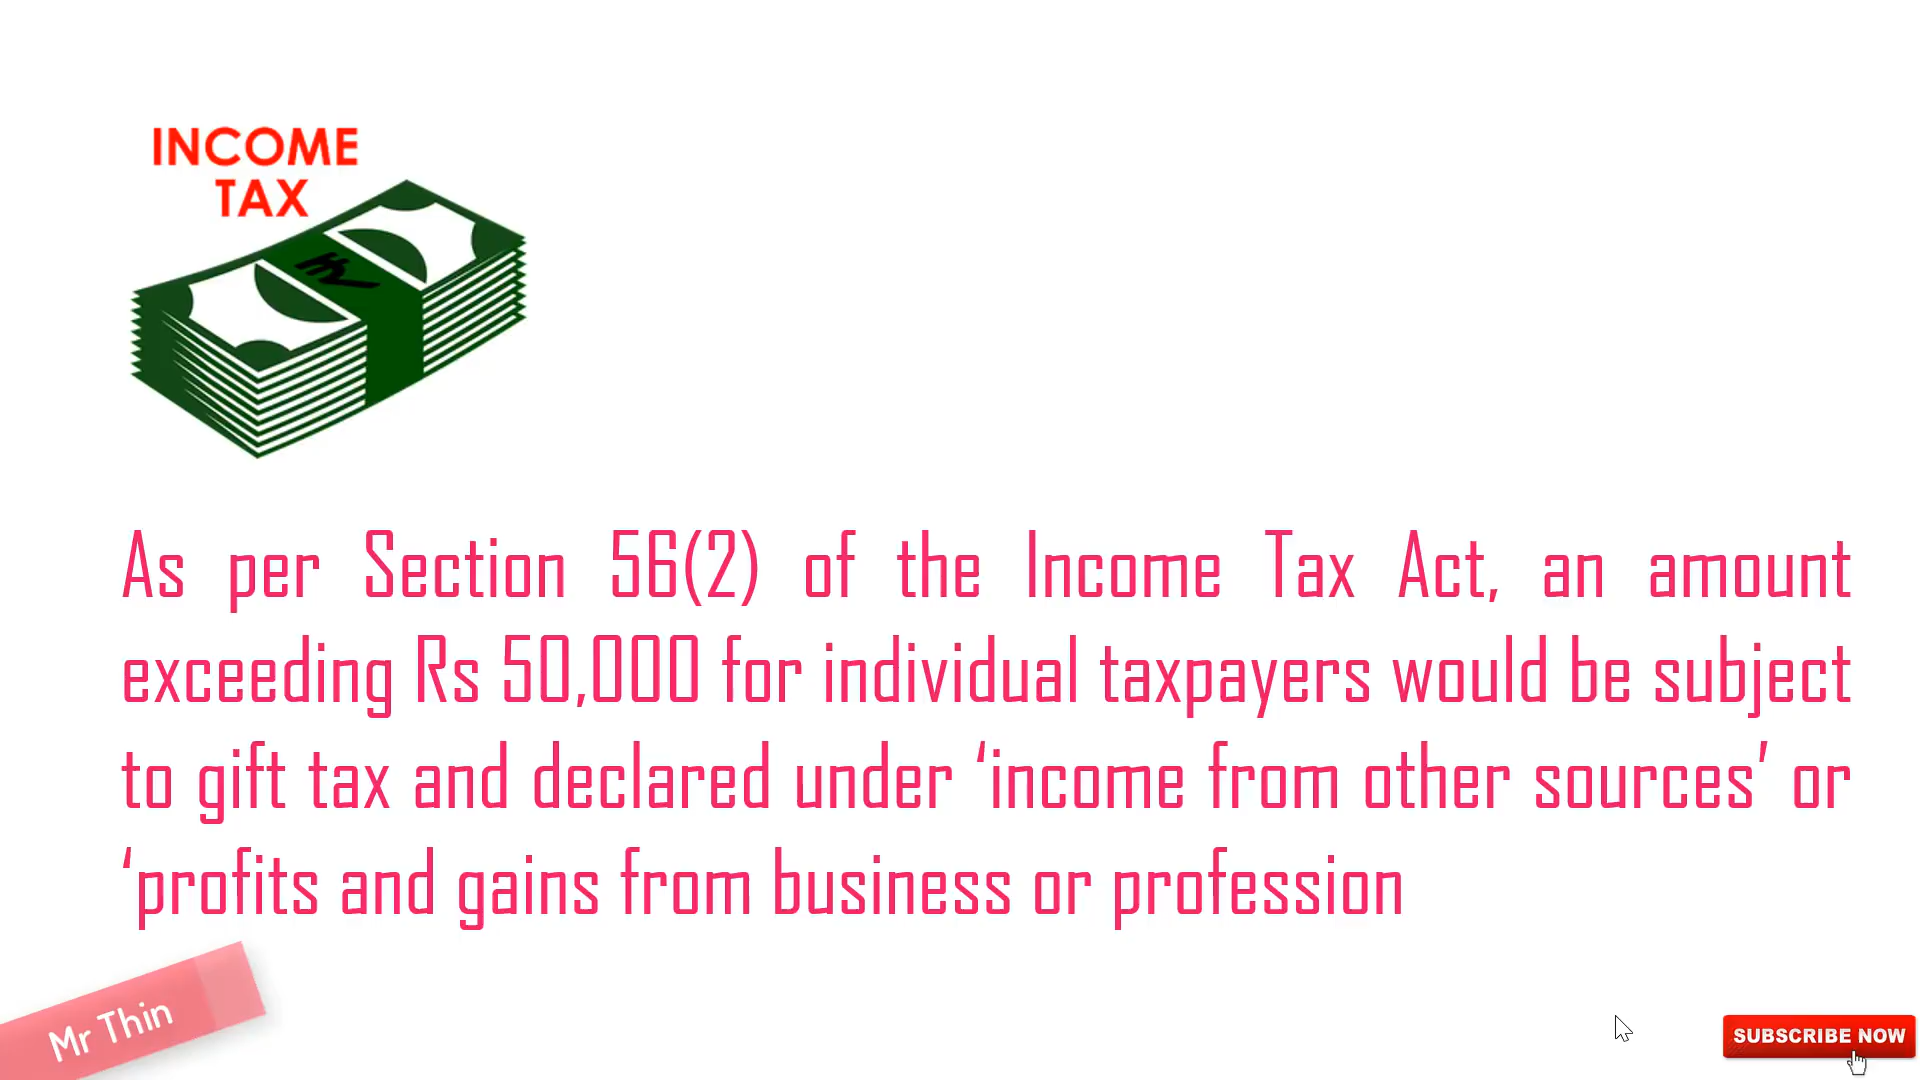 INCOME
TAX
As per Section 56(2) of the Income Tax Act, an amount
exceeding Rs 50,000 for individual taxpayers would be subject
to gift tax and declared under ‘income from other sources’ or
‘profits and gains from business or profession
Mr Thin
SUBSCRIBE NOW